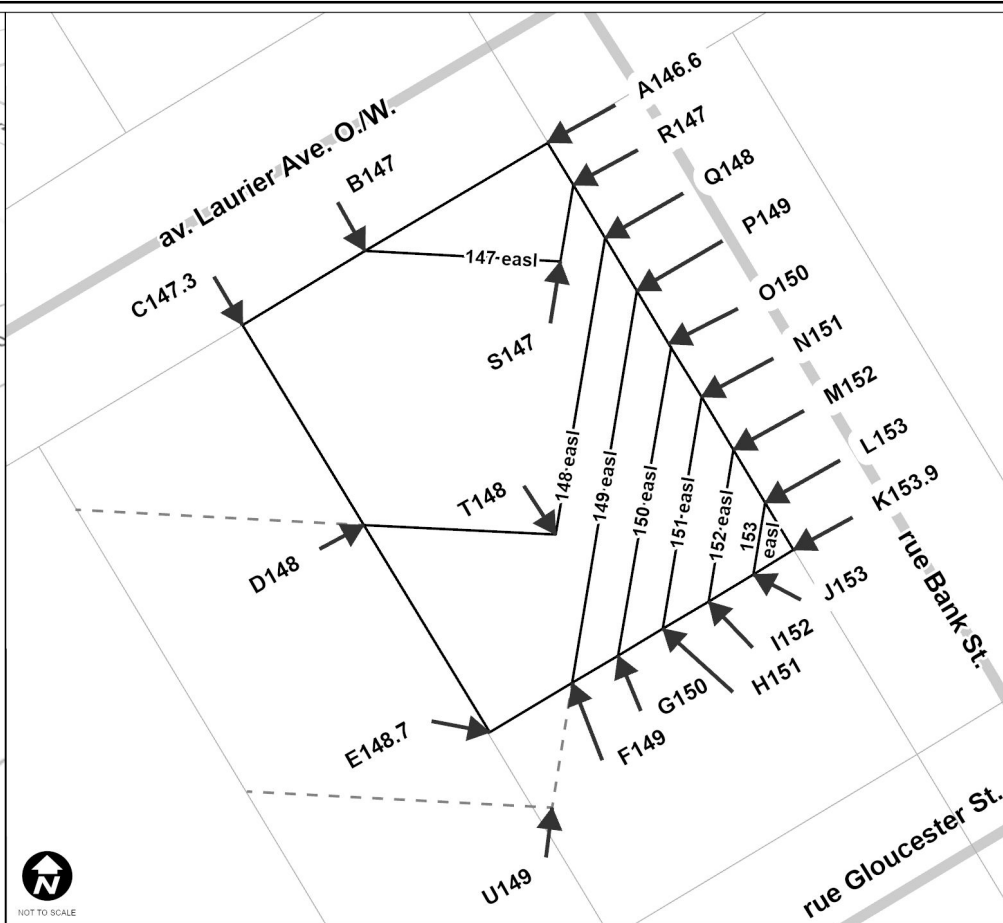 A146.6
R147
Q148
P149
O150
N151
M152
L153
K153.9
av. Laurier Ave. O./W.
B147
147 easl
C147.3
S147
148 easl
149 easl
150 easl
151 easl
152 easl
153
easl
T148
D148
rue Bank St.
J153
I152
H151
G150
F149
E148.7
U149
rue Gloucester St.
N
NOT TO SCALE